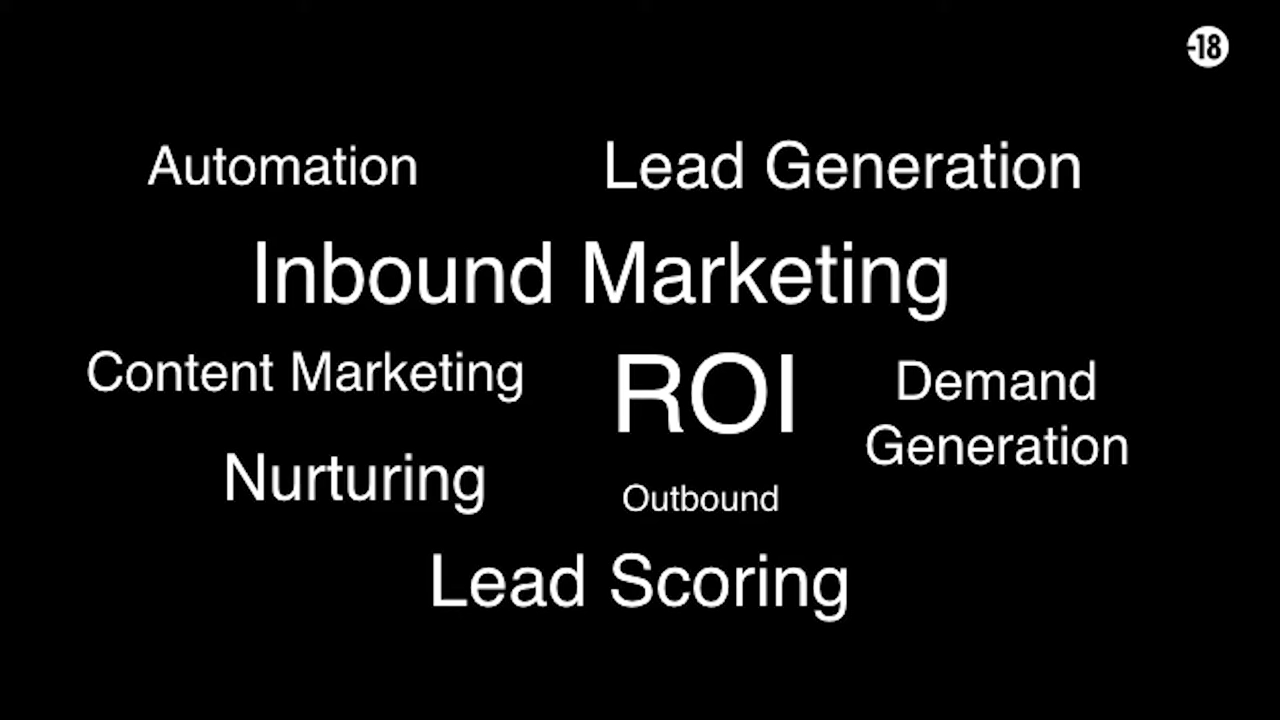 -18
Automation
Lead Generation
Inbound Marketing
Content Marketing
ROI
Demand
Generation
Nurturing
Outbound
Lead Scoring